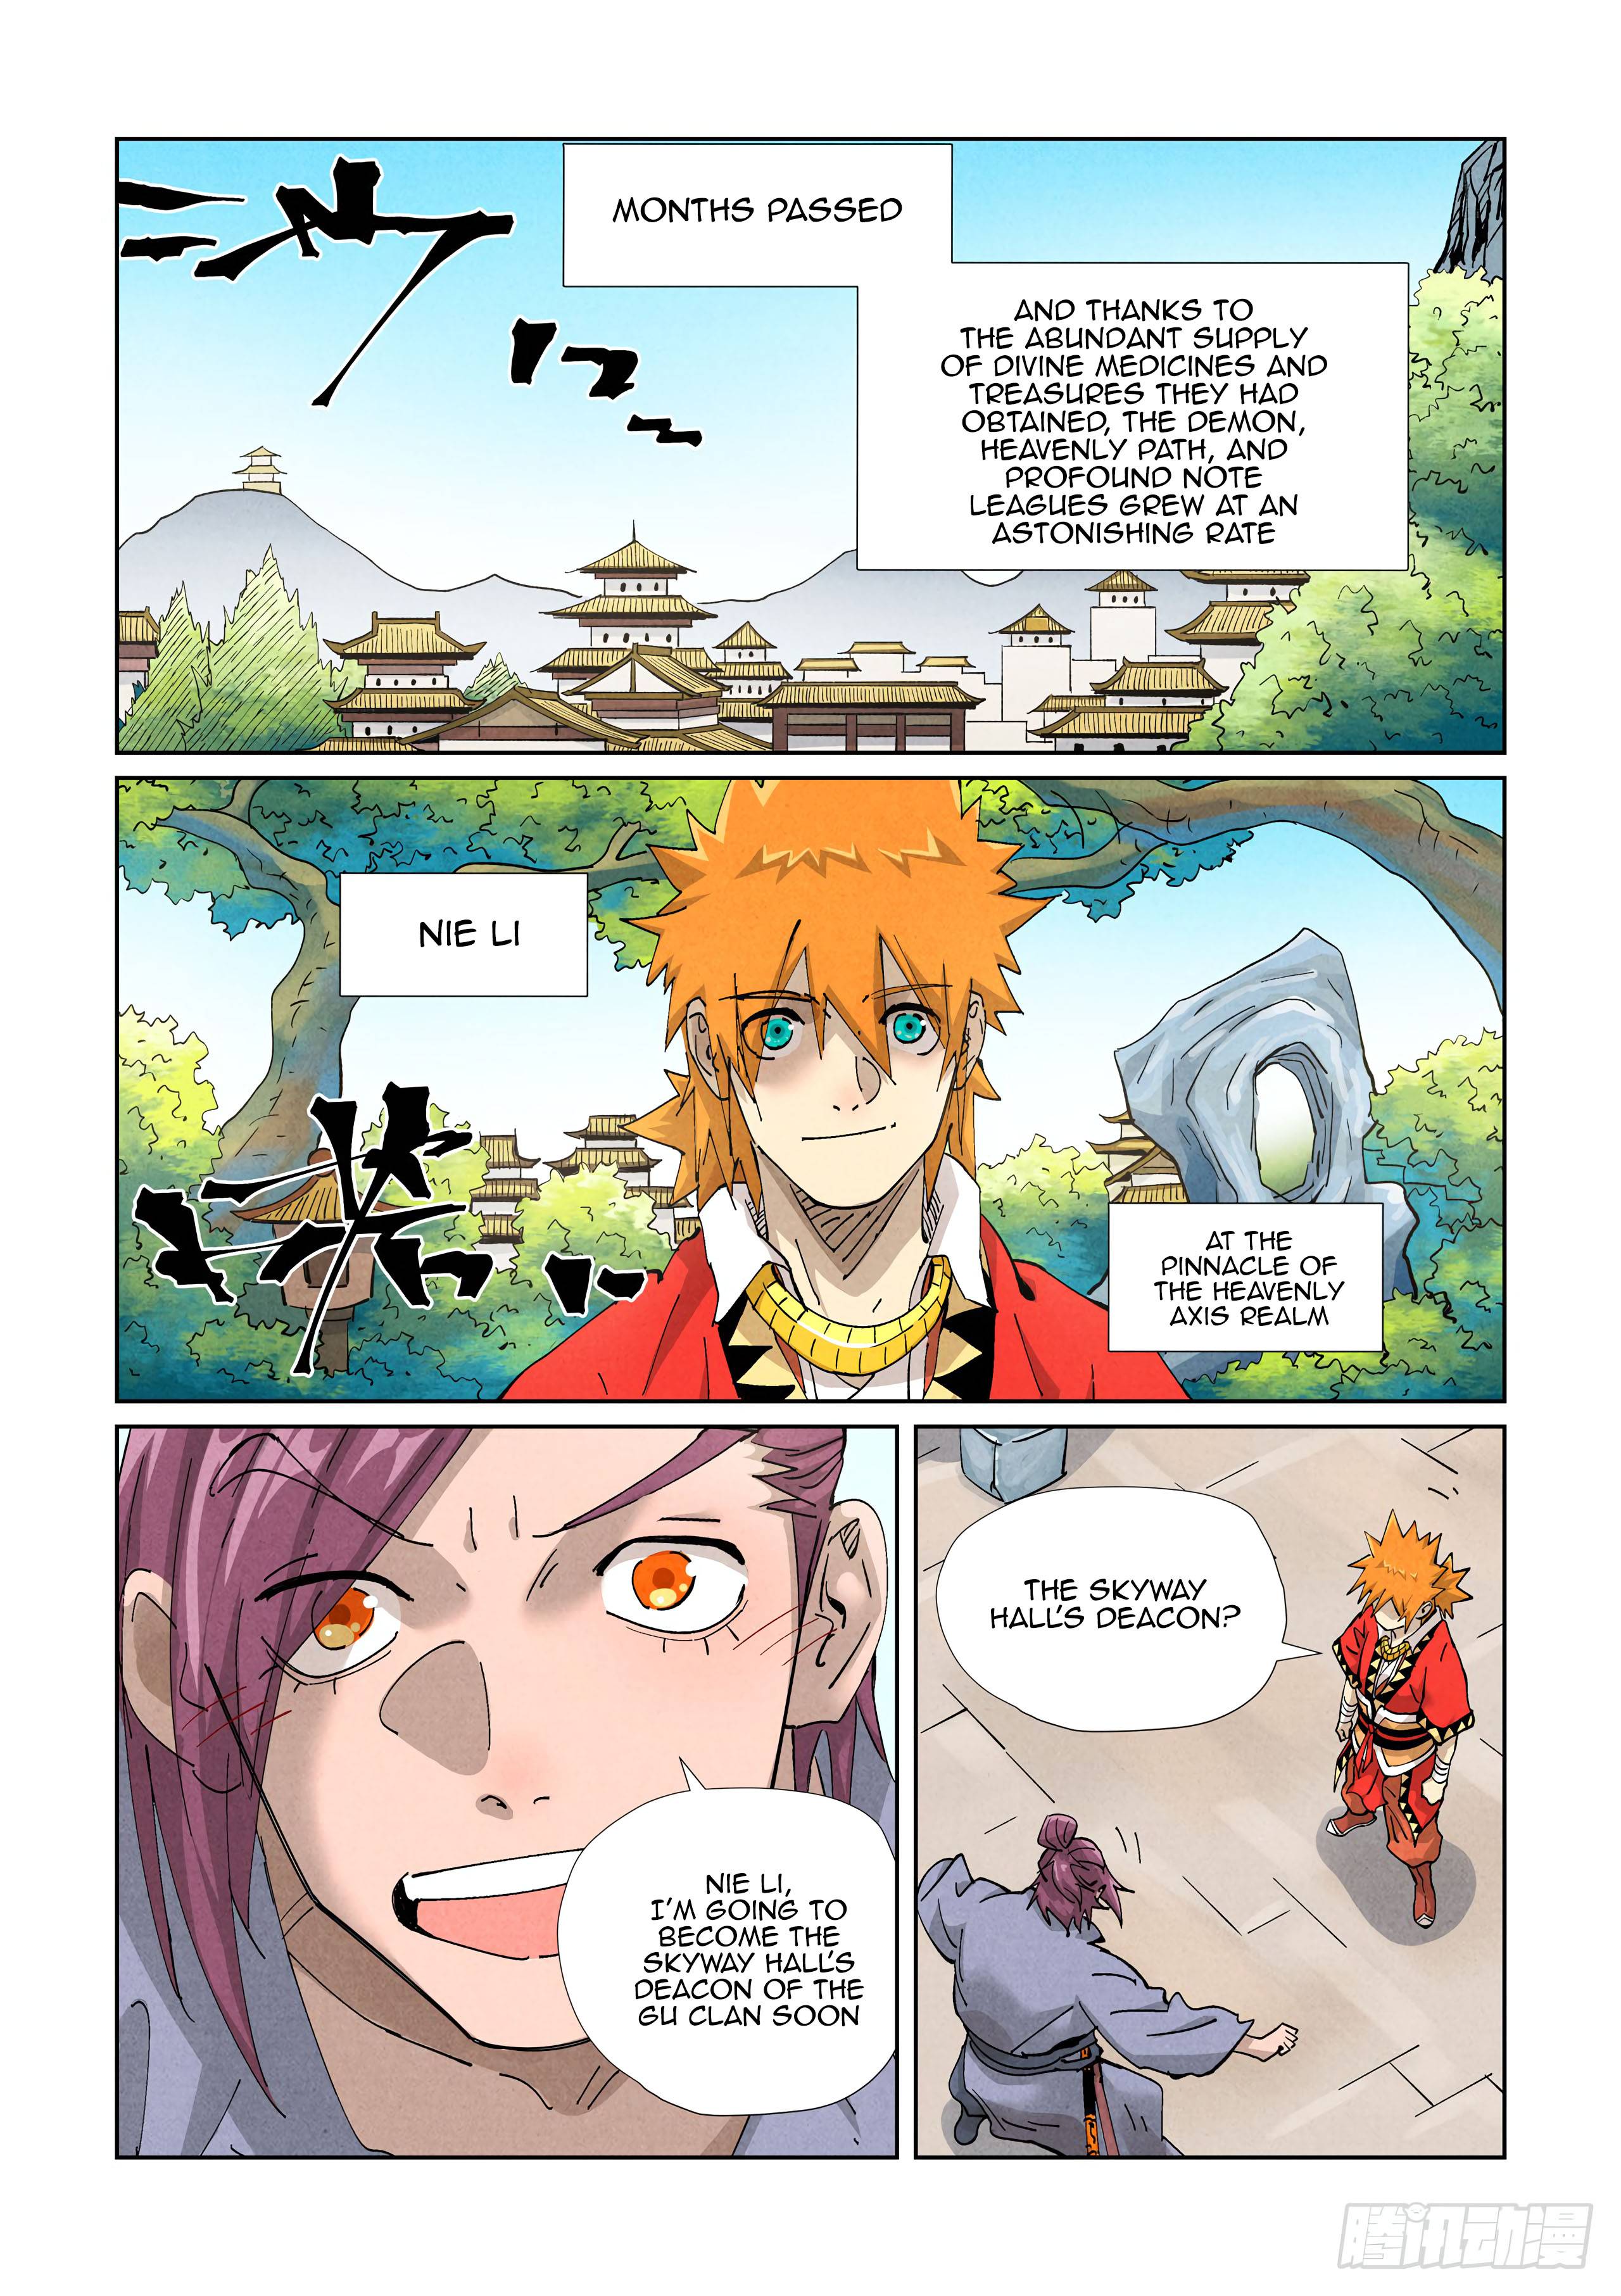 MONTHS PASSED
AND THANKS TO
THE ABUNDANT SUPPLY
OF DIVINE MEDICINES AND
TREASURES THEY HAD
OBTAINED, THE DEMON,
HEAVENLY PATH, AND
PROFOUND NOTE
LEAGUES GREW AT AN
ASTONISHING RATE
NIE LI
AT THE
PINNACLE OF
THE HEAVENLY
AXIS REALM
NIE LI,
I'M GOING TO
BECOME THE
SKYWAY HALL'S
DEACON OF THE
GU CLAN SOON
THE SKYWAY
HALL'S DEACON?
腾讯动漫